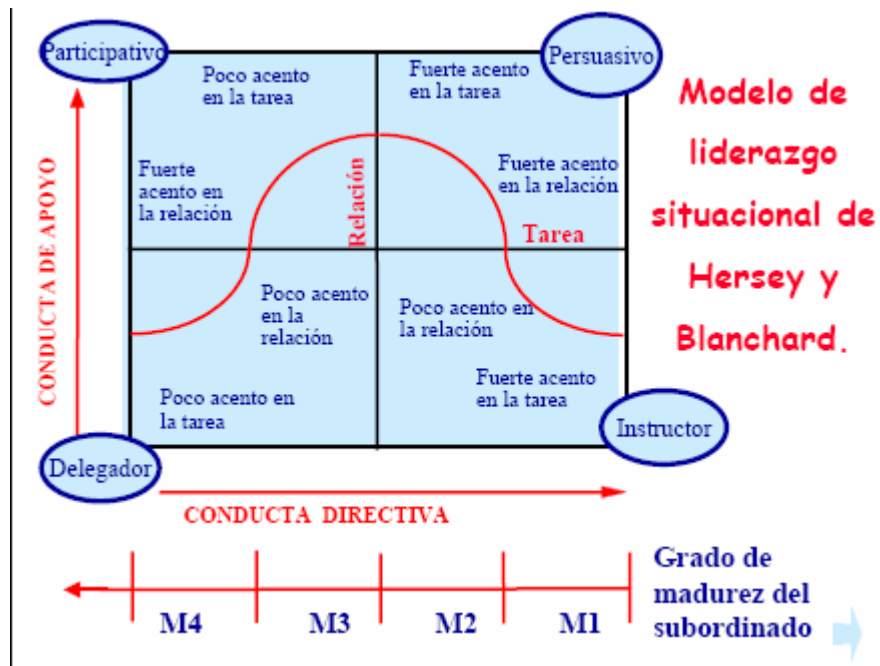 Participativo
Persuasivo
Poco acento
en la tarea
Fuerte acento
en la tarea
Fuerte
acento en
la relación
Fuerte acento
en la relación
Relación
Tarea
CONDUCTA DE APOYO
Poco acento
en la
relación
Poco acento en
la relación
Poco acento en
la tarea
Fuerte acento
en la tarea
Delegador
Instructor
CONDUCTA DIRECTIVA
Modelo de
liderazgo
situacional de
Hersey y
Blanchard.
M4
M3
M2
M1
Grado de
madurez del
subordinado